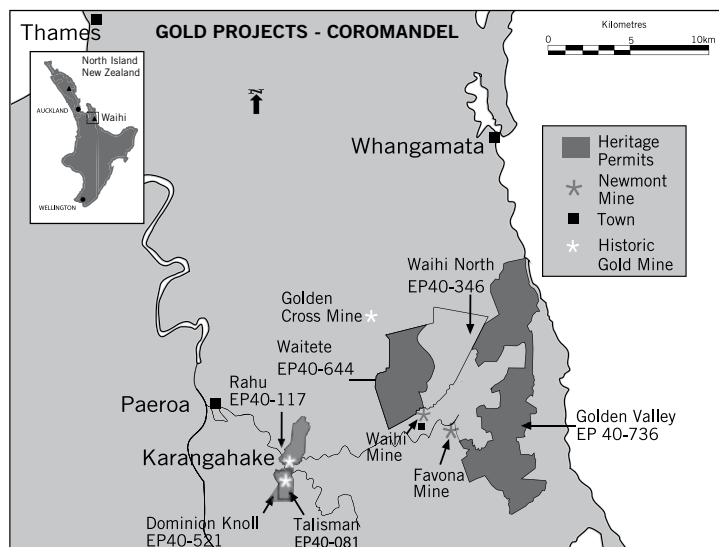 Thames
GOLD PROJECTS - COROMANDEL
Kilometres
0 5 10km
North Island
New Zealand
AUCKLAND
Waihi
WELLINGTON
Whangamata
Heritage
Permits
Newmont
Mine
Town
Historic
Gold Mine
Waihi North
EP40-346
Golden
Cross Mine
Waitete
EP40-644
Rahu
EP40-117
Paeroa
Karangahake
Waihi
Mine
Favona
Mine
Golden Valley
EP 40-736
Dominion Knoll
EP40-521
Talisman
EP40-081